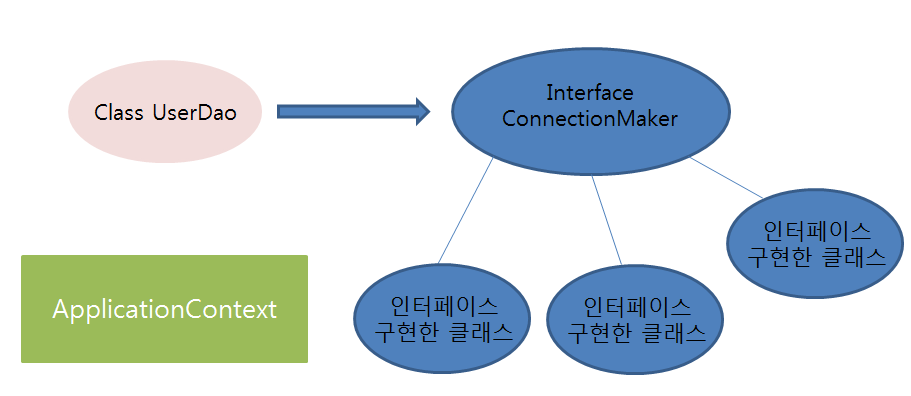 Class UserDao
Interface
ConnectionMaker
인터페이스
구현한 클래스
ApplicationContext
인터페이스
구현한 클래스
인터페이스
구현한 클래스